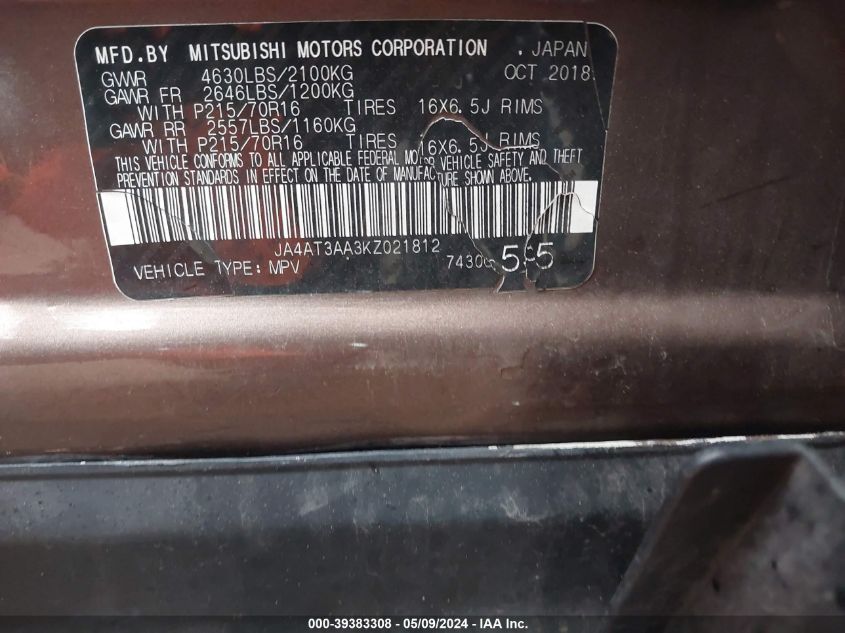 MFD.BY MITSUBISHI MOTORS CORPORATION . JAPAN
GVWR 4630LBS/2100KG OCT 2018
GAWR FR 2646LBS/1200KG
WITH P215/70R16 TIRES 16X6.5J RIMS
GAWR RR 2557LBS/1160KG
WITH P215/70R16 TIRES 16X6.5J RIMS
THIS VEHICLE CONFORMS TO ALL APPLICABLE FEDERAL MOTOR VEHICLE SAFETY AND THEFT
PREVENTION STANDARDS IN EFFECT ON THE DATE OF MANUFACTURE SHOWN ABOVE.
JA4AT3AA3KZ021812
VEHICLE TYPE: MPV
000-39383308 - 05/09/2024 - IAA Inc.